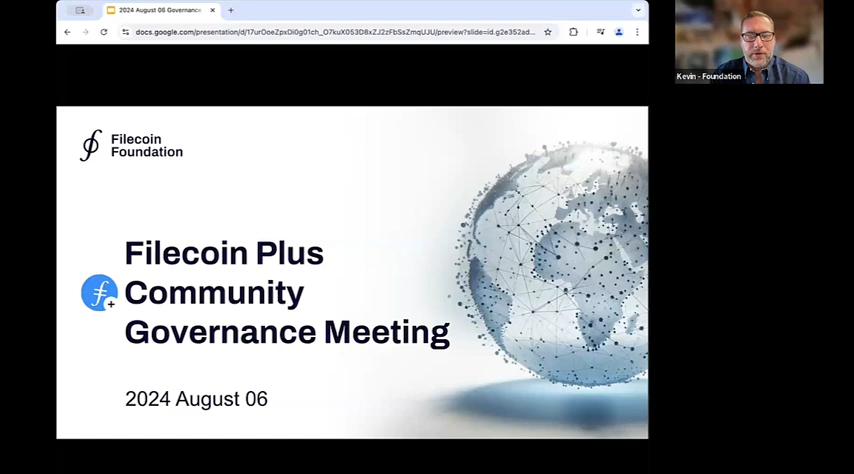 2024 August 06 Governance
docs.google.com/presentation/d/17urOoeZpxDi0g01ch_O7kuX053D8xZJ2zFbSsZmqUJU/preview?slide=id.g2e352ad...
Kevin - Foundation
Filecoin
Foundation
Filecoin Plus
Community
Governance Meeting
2024 August 06